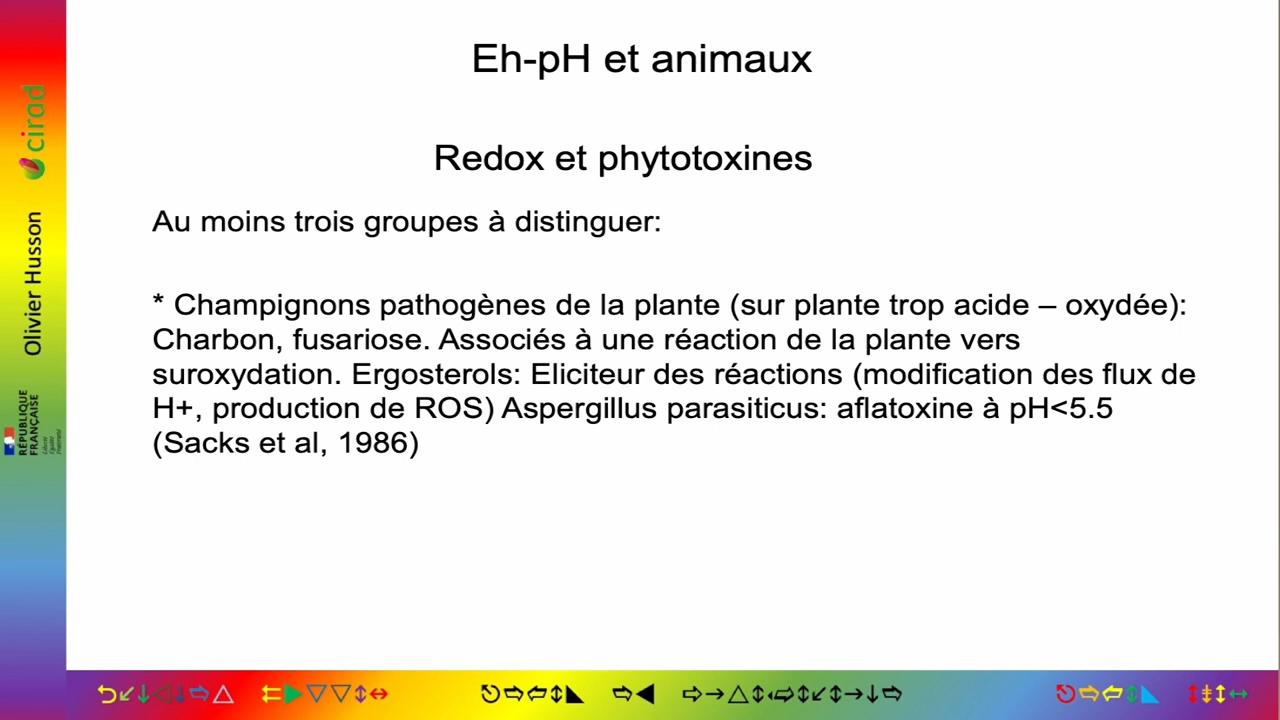 Eh-pH et animaux
Redox et phytotoxines
Au moins trois groupes à distinguer:
* Champignons pathogènes de la plante (sur plante trop acide – oxydée):
Charbon, fusariose. Associés à une réaction de la plante vers
suroxydation. Ergosterols: Eliciteur des réactions (modification des flux de
H+, production de ROS) Aspergillus parasiticus: aflatoxine à pH<5.5
(Sacks et al, 1986)
cirad
Olivier Husson
RÉPUBLIQUE
FRANÇAISE